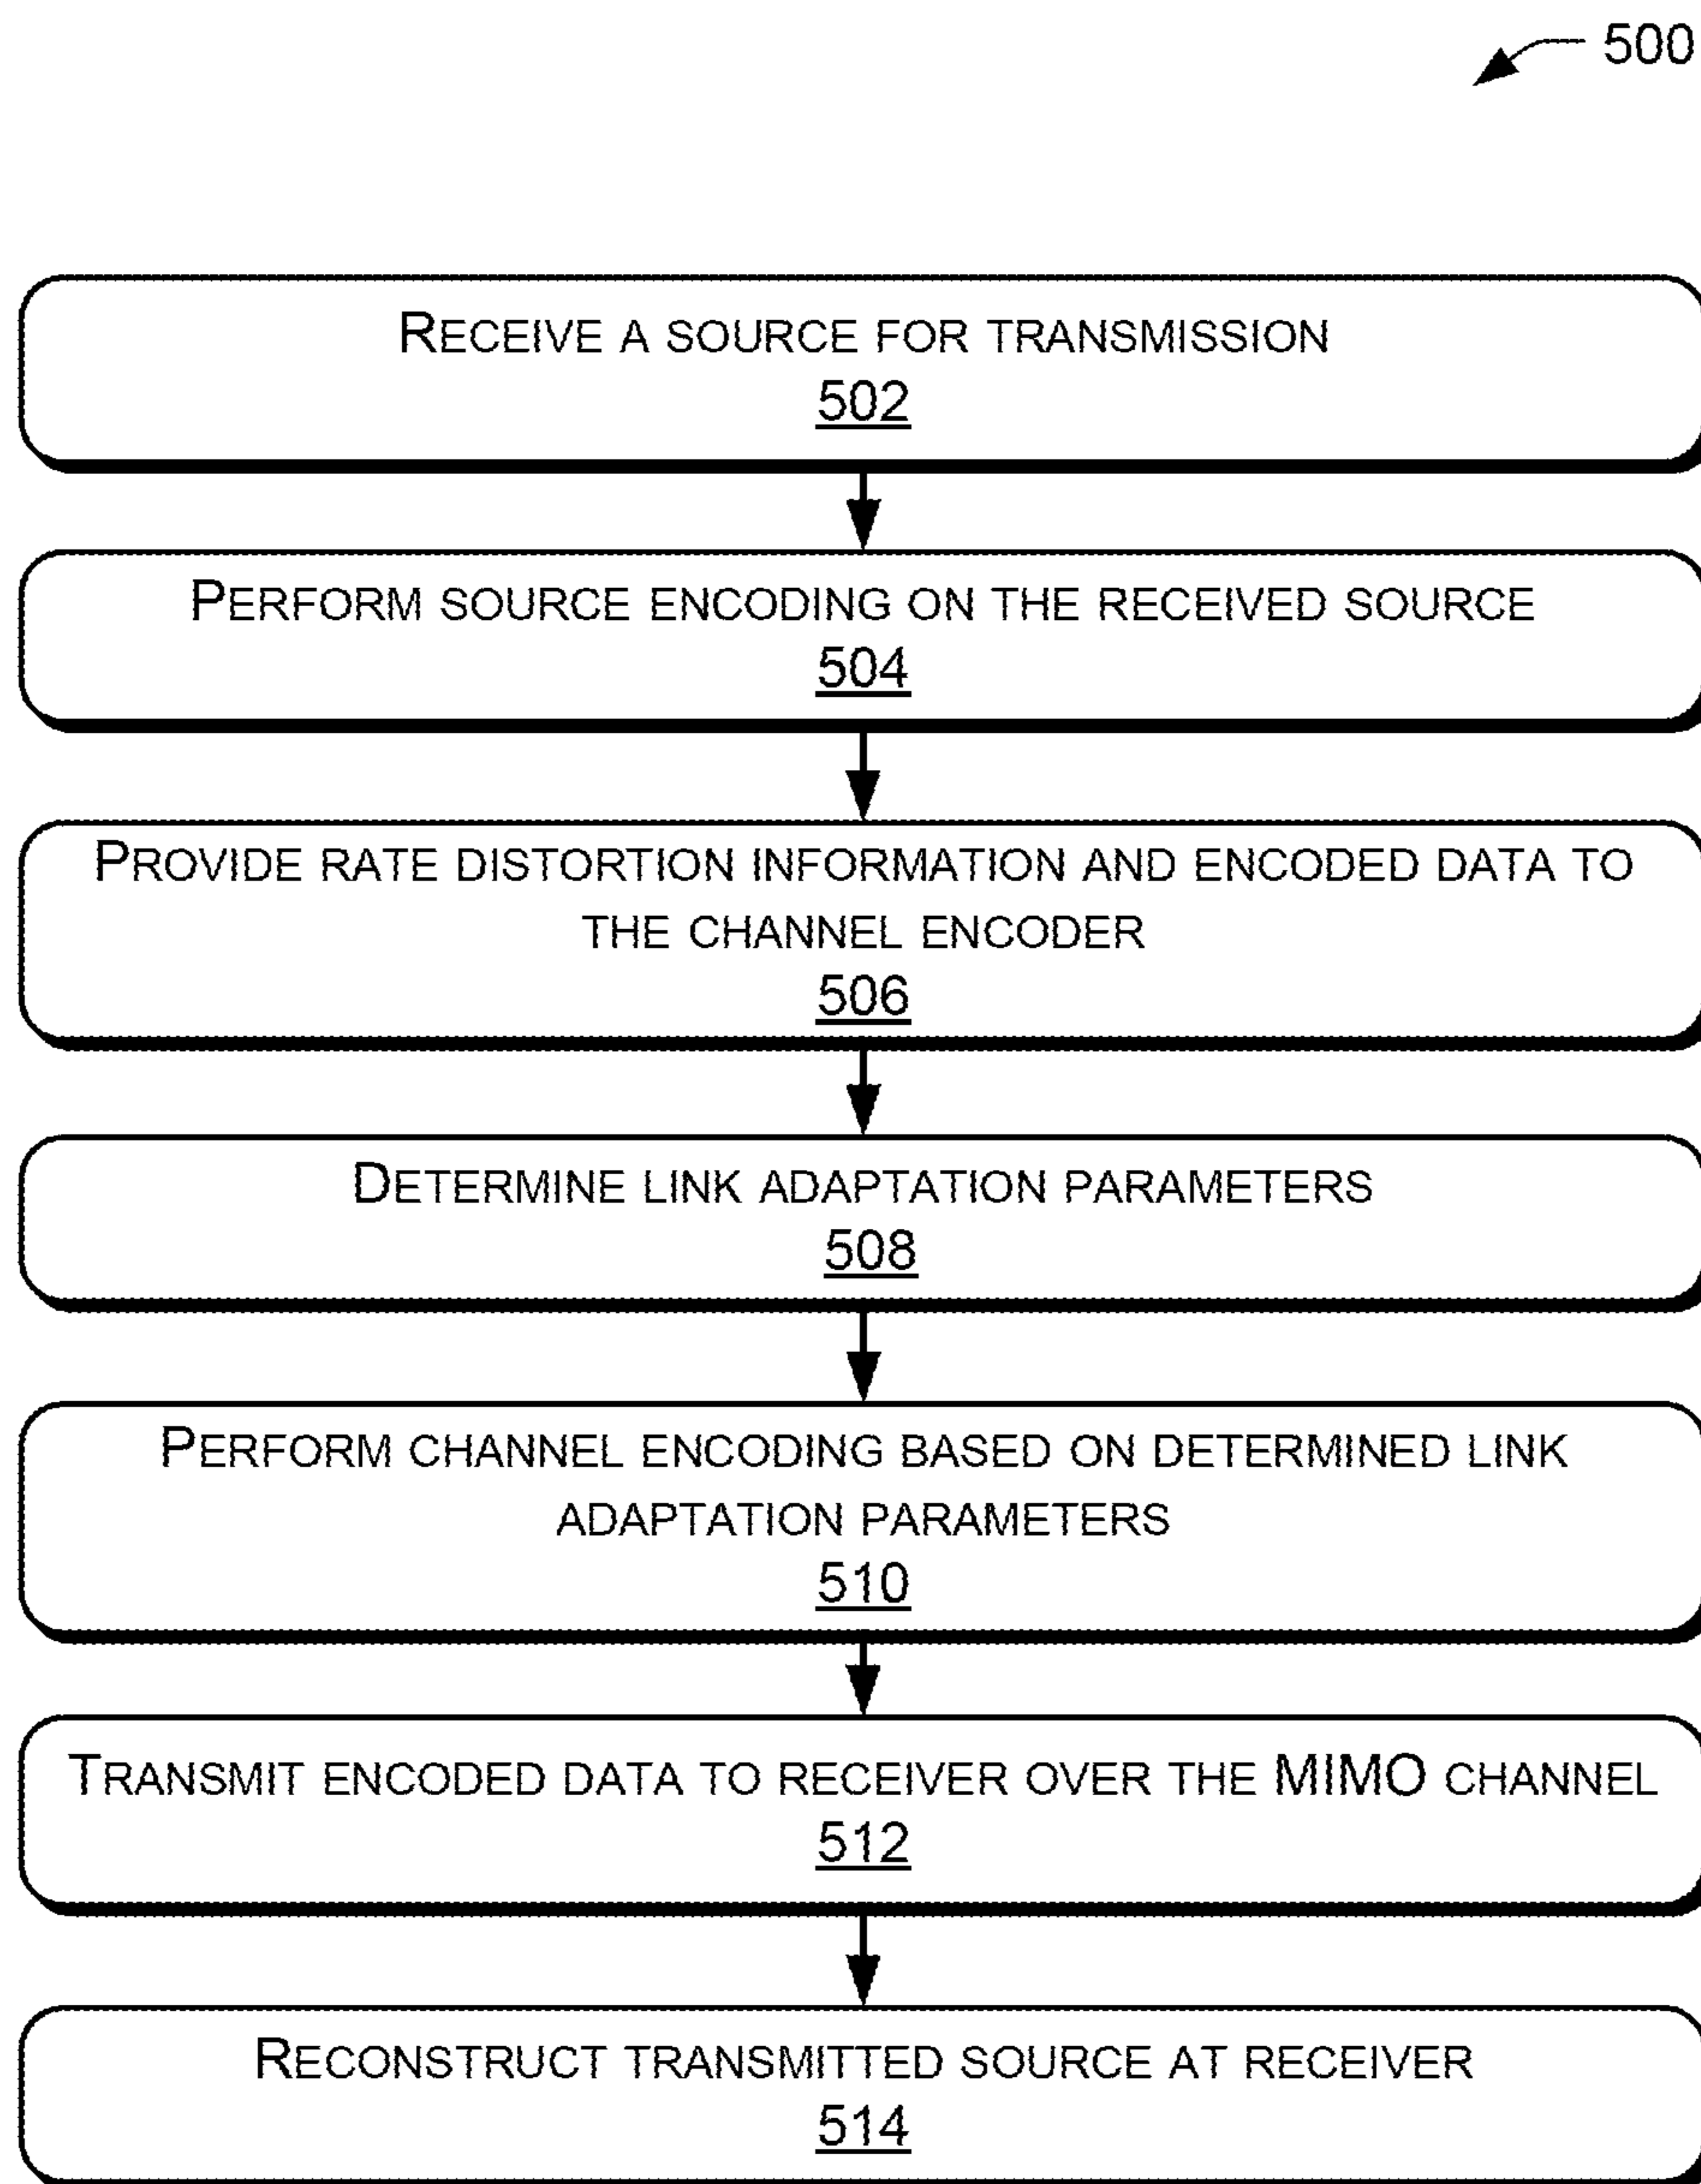 500
RECEIVE A SOURCE FOR TRANSMISSION
502
PERFORM SOURCE ENCODING ON THE RECEIVED SOURCE
504
PROVIDE RATE DISTORTION INFORMATION AND ENCODED DATA TO
THE CHANNEL ENCODER
506
DETERMINE LINK ADAPTATION PARAMETERS
508
PERFORM CHANNEL ENCODING BASED ON DETERMINED LINK
ADAPTATION PARAMETERS
510
TRANSMIT ENCODED DATA TO RECEIVER OVER THE MIMO CHANNEL
512
RECONSTRUCT TRANSMITTED SOURCE AT RECEIVER
514